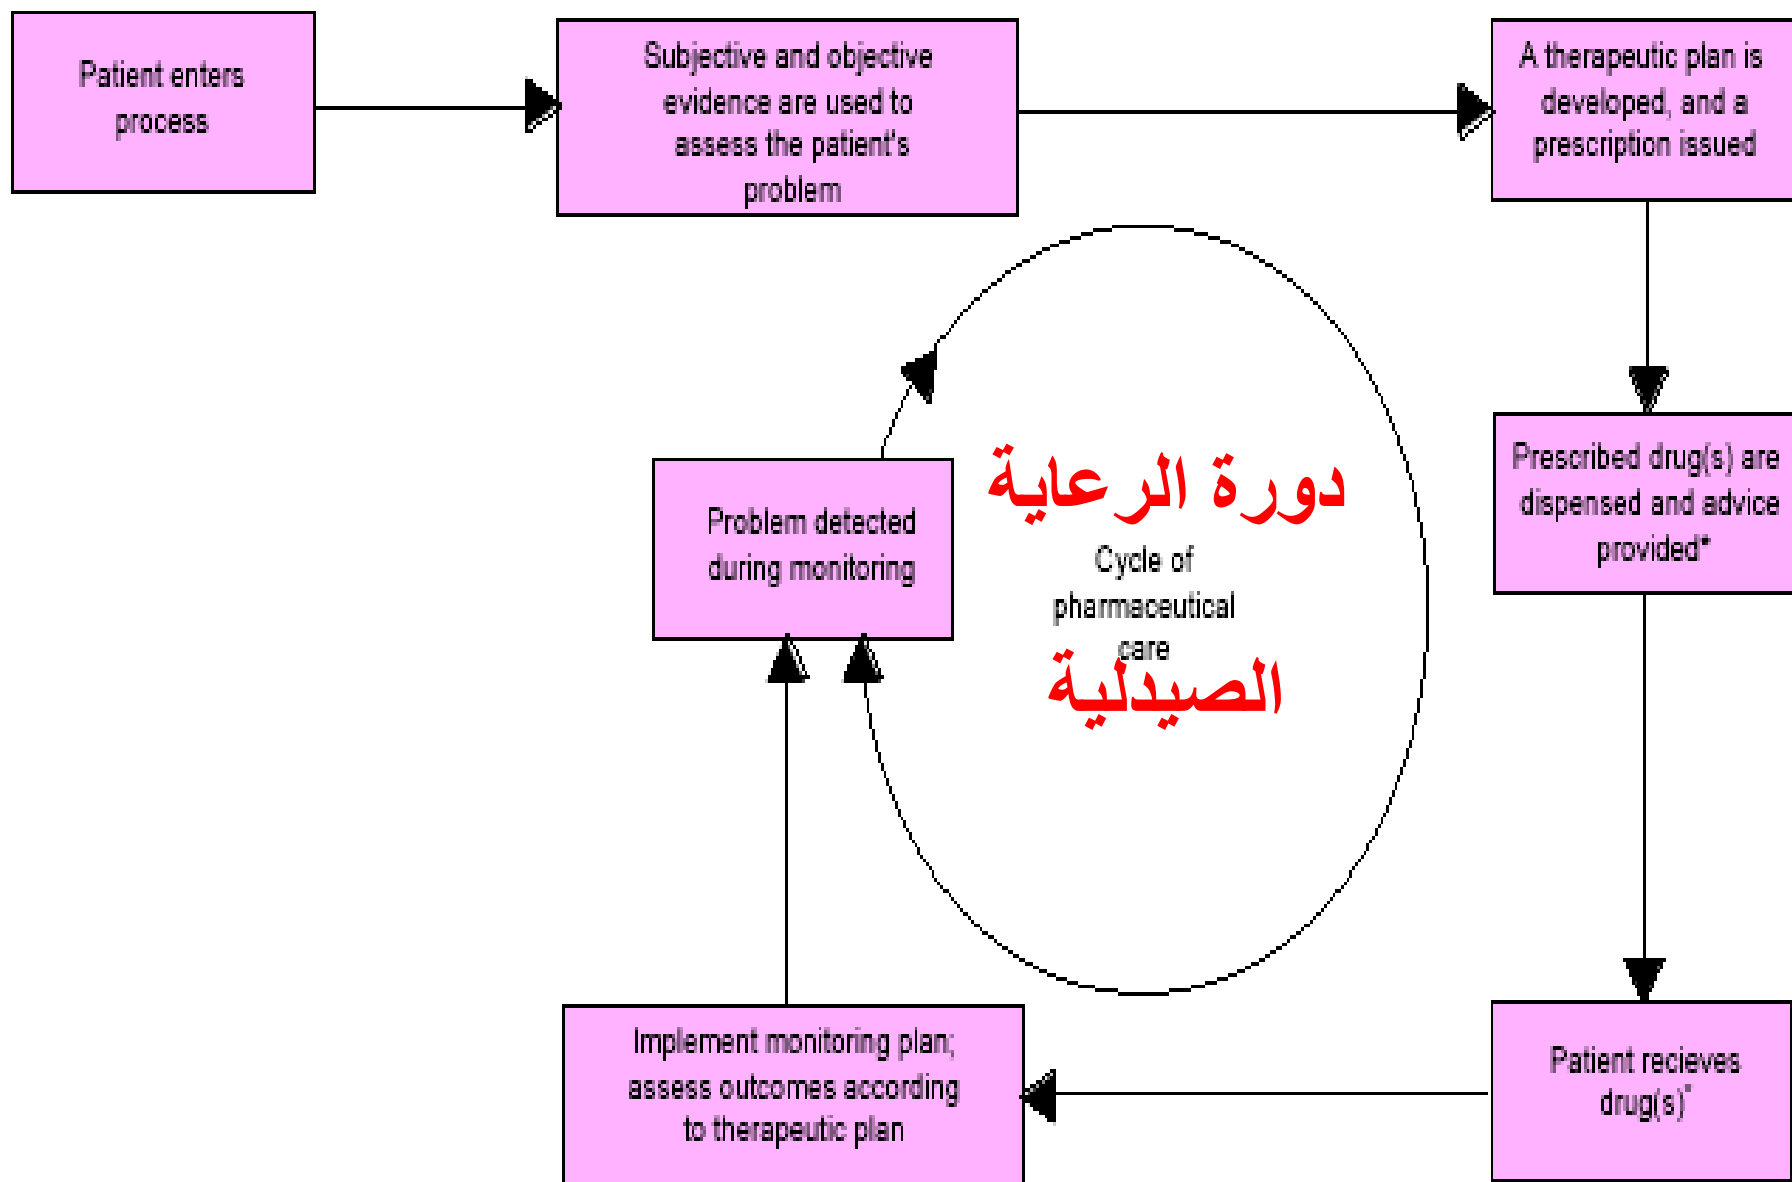 Patient enters
process
Subjective and objective
evidence are used to
assess the patient's
problem
A therapeutic plan is
developed, and a
prescription issued
Prescribed drug(s) are
dispensed and advice
provided*
Patient recieves
drug(s)*
Implement monitoring plan;
assess outcomes according
to therapeutic plan
Problem detected
during monitoring
دورة الرعاية
Cycle of
pharmaceutical
care
الصيدلية